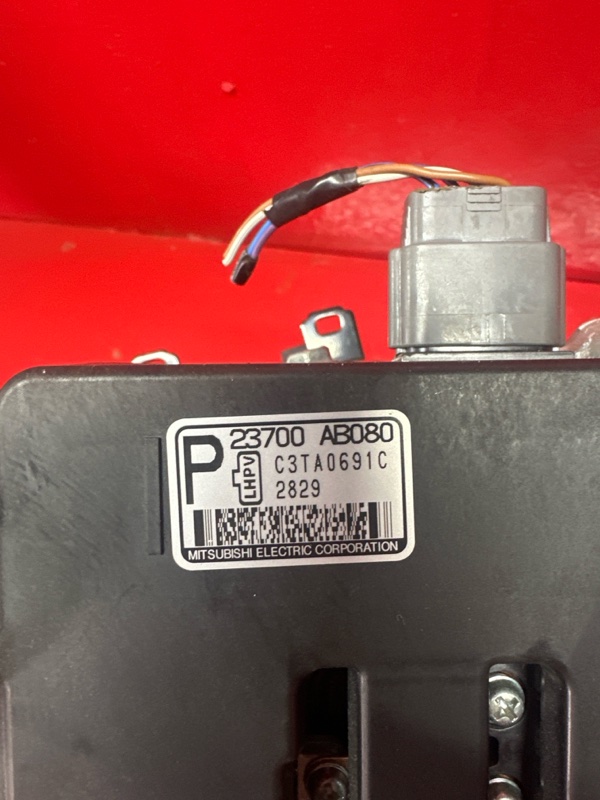 P
23700 AB080
LHPV
C3TA0691C
2829
MITSUBISHI ELECTRIC CORPORATION